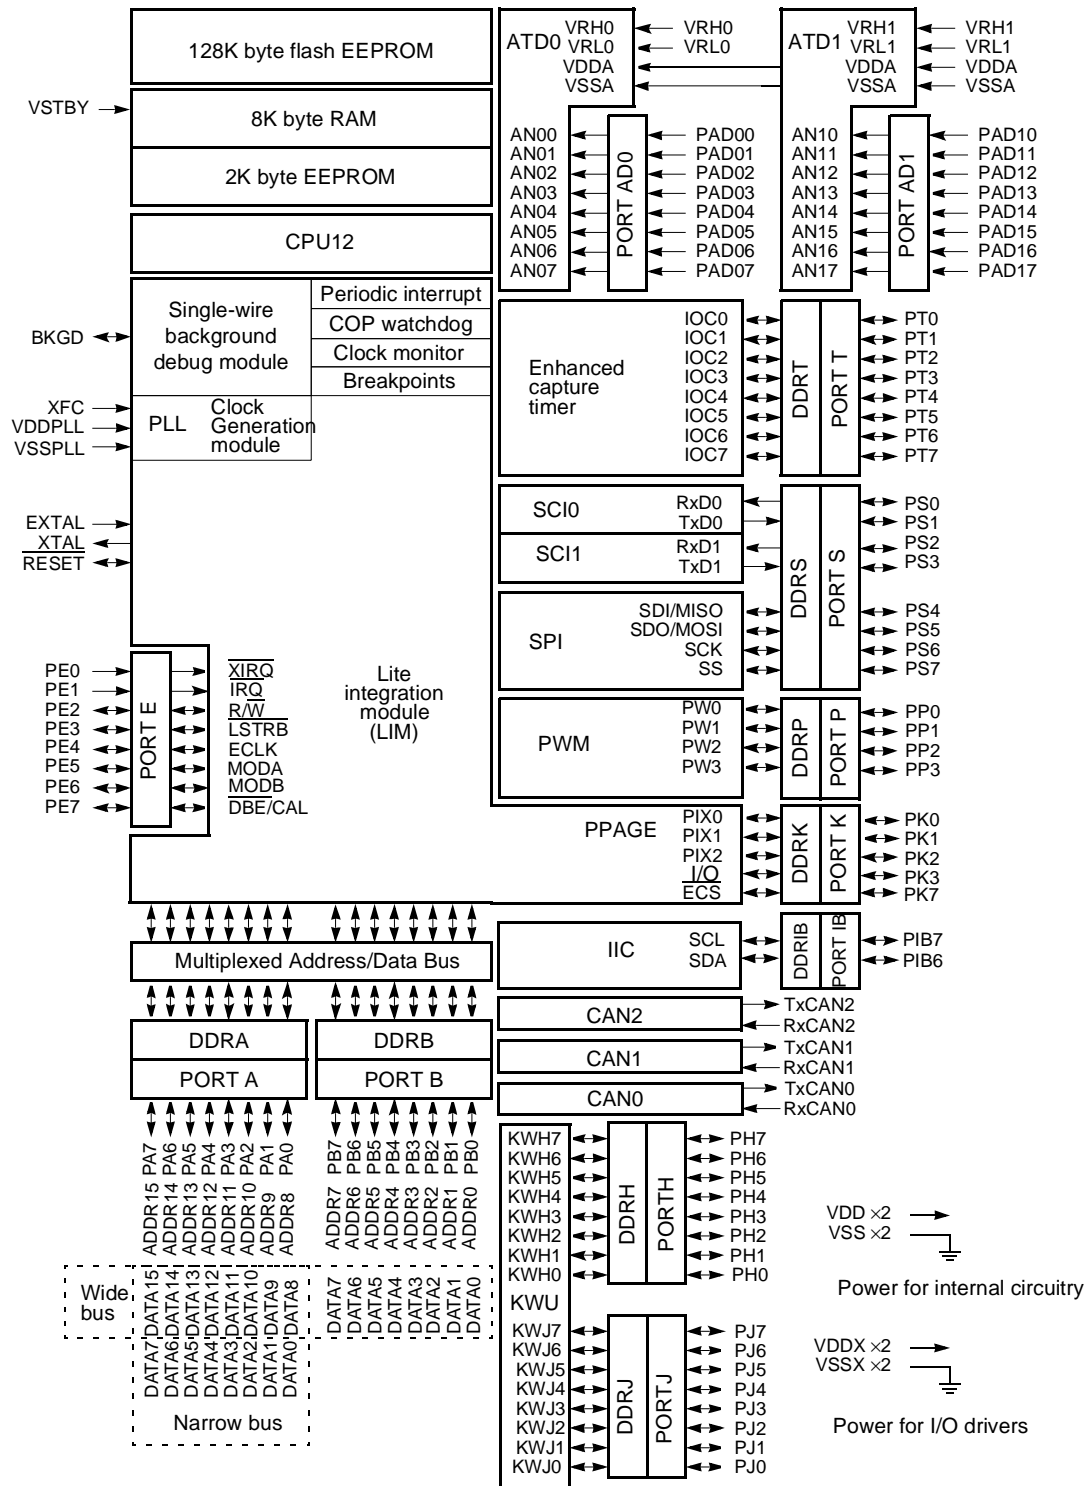 128K byte flash EEPROM
VSTBY
8K byte RAM
2K byte EEPROM
CPU12
Single-wire
background
debug module
Periodic interrupt
COP watchdog
Clock monitor
Breakpoints
BKGD
XFC
VDDPLL
VSSPLL
PLL
Clock
Generation
module
EXTAL
XTAL
RESET
Lite
integration
module
(LIM)
PE0
PE1
PE2
PE3
PE4
PE5
PE6
PE7
PORT E
XIRQ
IRQ
R/W
LSTRB
ECLK
MODA
MODB
DBE/CAL
ATD0
VRH0
VRL0
VDDA
VSSA
VRH0
VRL0
AN00
AN01
AN02
AN03
AN04
AN05
AN06
AN07
PORT AD0
PAD00
PAD01
PAD02
PAD03
PAD04
PAD05
PAD06
PAD07
ATD1
VRH1
VRL1
VDDA
VSSA
VRH1
VRL1
VDDA
VSSA
AN10
AN11
AN12
AN13
AN14
AN15
AN16
AN17
PORT AD1
PAD10
PAD11
PAD12
PAD13
PAD14
PAD15
PAD16
PAD17
Enhanced
capture
timer
IOC0
IOC1
IOC2
IOC3
IOC4
IOC5
IOC6
IOC7
DDRT
PORT T
PT0
PT1
PT2
PT3
PT4
PT5
PT6
PT7
SCI0
RxD0
TxD0
SCI1
RxD1
TxD1
SPI
SDI/MISO
SDO/MOSI
SCK
SS
DDRS
PORT S
PS0
PS1
PS2
PS3
PS4
PS5
PS6
PS7
PWM
PW0
PW1
PW2
PW3
DDRP
PORT P
PP0
PP1
PP2
PP3
PPAGE
PIX0
PIX1
PIX2
I/O
ECS
DDRK
PORT K
PK0
PK1
PK2
PK3
PK7
IIC
SCL
SDA
DDRIB
PORT IB
PIB7
PIB6
CAN2
TxCAN2
RxCAN2
CAN1
TxCAN1
RxCAN1
CAN0
TxCAN0
RxCAN0
Multiplexed Address/Data Bus
DDRA
PORT A
DDRB
PORT B
PA7
PA6
PA5
PA4
PA3
PA2
PA1
PA0
PB7
PB6
PB5
PB4
PB3
PB2
PB1
PB0
ADDR15
ADDR14
ADDR13
ADDR12
ADDR11
ADDR10
ADDR9
ADDR8
ADDR7
ADDR6
ADDR5
ADDR4
ADDR3
ADDR2
ADDR1
ADDR0
Wide
bus
DATA15
DATA14
DATA13
DATA12
DATA11
DATA10
DATA9
DATA8
DATA7
DATA6
DATA5
DATA4
DATA3
DATA2
DATA1
DATA0
DATA7
DATA6
DATA5
DATA4
DATA3
DATA2
DATA1
DATA0
Narrow bus
KWH7
KWH6
KWH5
KWH4
KWH3
KWH2
KWH1
KWH0
DDRH
PORTH
PH7
PH6
PH5
PH4
PH3
PH2
PH1
PH0
KWU
KWJ7
KWJ6
KWJ5
KWJ4
KWJ3
KWJ2
KWJ1
KWJ0
DDRJ
PORTJ
PJ7
PJ6
PJ5
PJ4
PJ3
PJ2
PJ1
PJ0
VDD ×2
VSS ×2
Power for internal circuitry
VDDX ×2
VSSX ×2
Power for I/O drivers